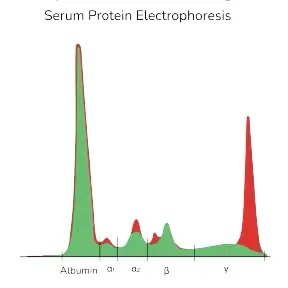 Serum Protein Electrophoresis
Albumin α₁ α₂ β γ